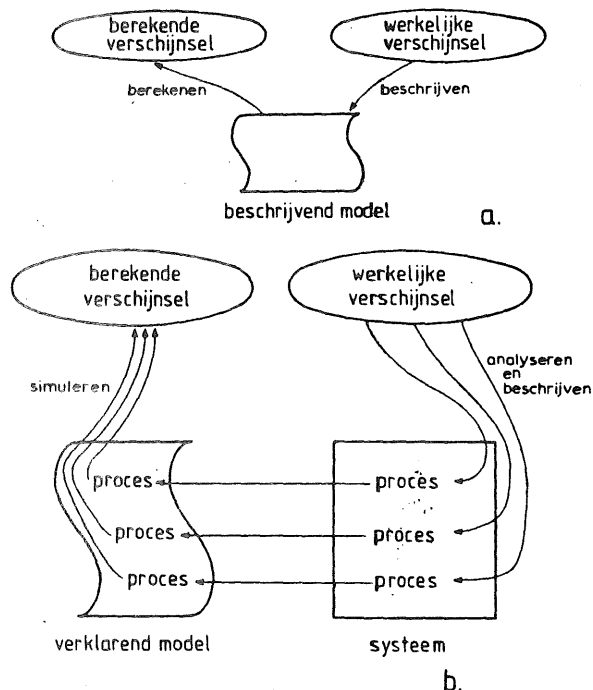 berekende
verschijnsel
werkelijke
verschijnsel
berekenen
beschrijven
beschrijvend model
a.
berekende
verschijnsel
werkelijke
verschijnsel
simuleren
analyseren
en
beschrijven
proces
proces
proces
proces
proces
proces
verklarend model
systeem
b.